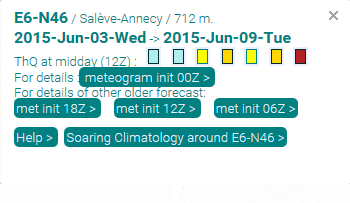 E6-N46 / Salève-Annecy / 712 m. ×
2015-Jun-03-Wed -> 2015-Jun-09-Tue
ThQ at midday (12Z) :
For details : meteogram init 00Z >
For details of other older forecast:
met init 18Z > met init 12Z > met init 06Z >
Help > Soaring Climatology around E6-N46 >